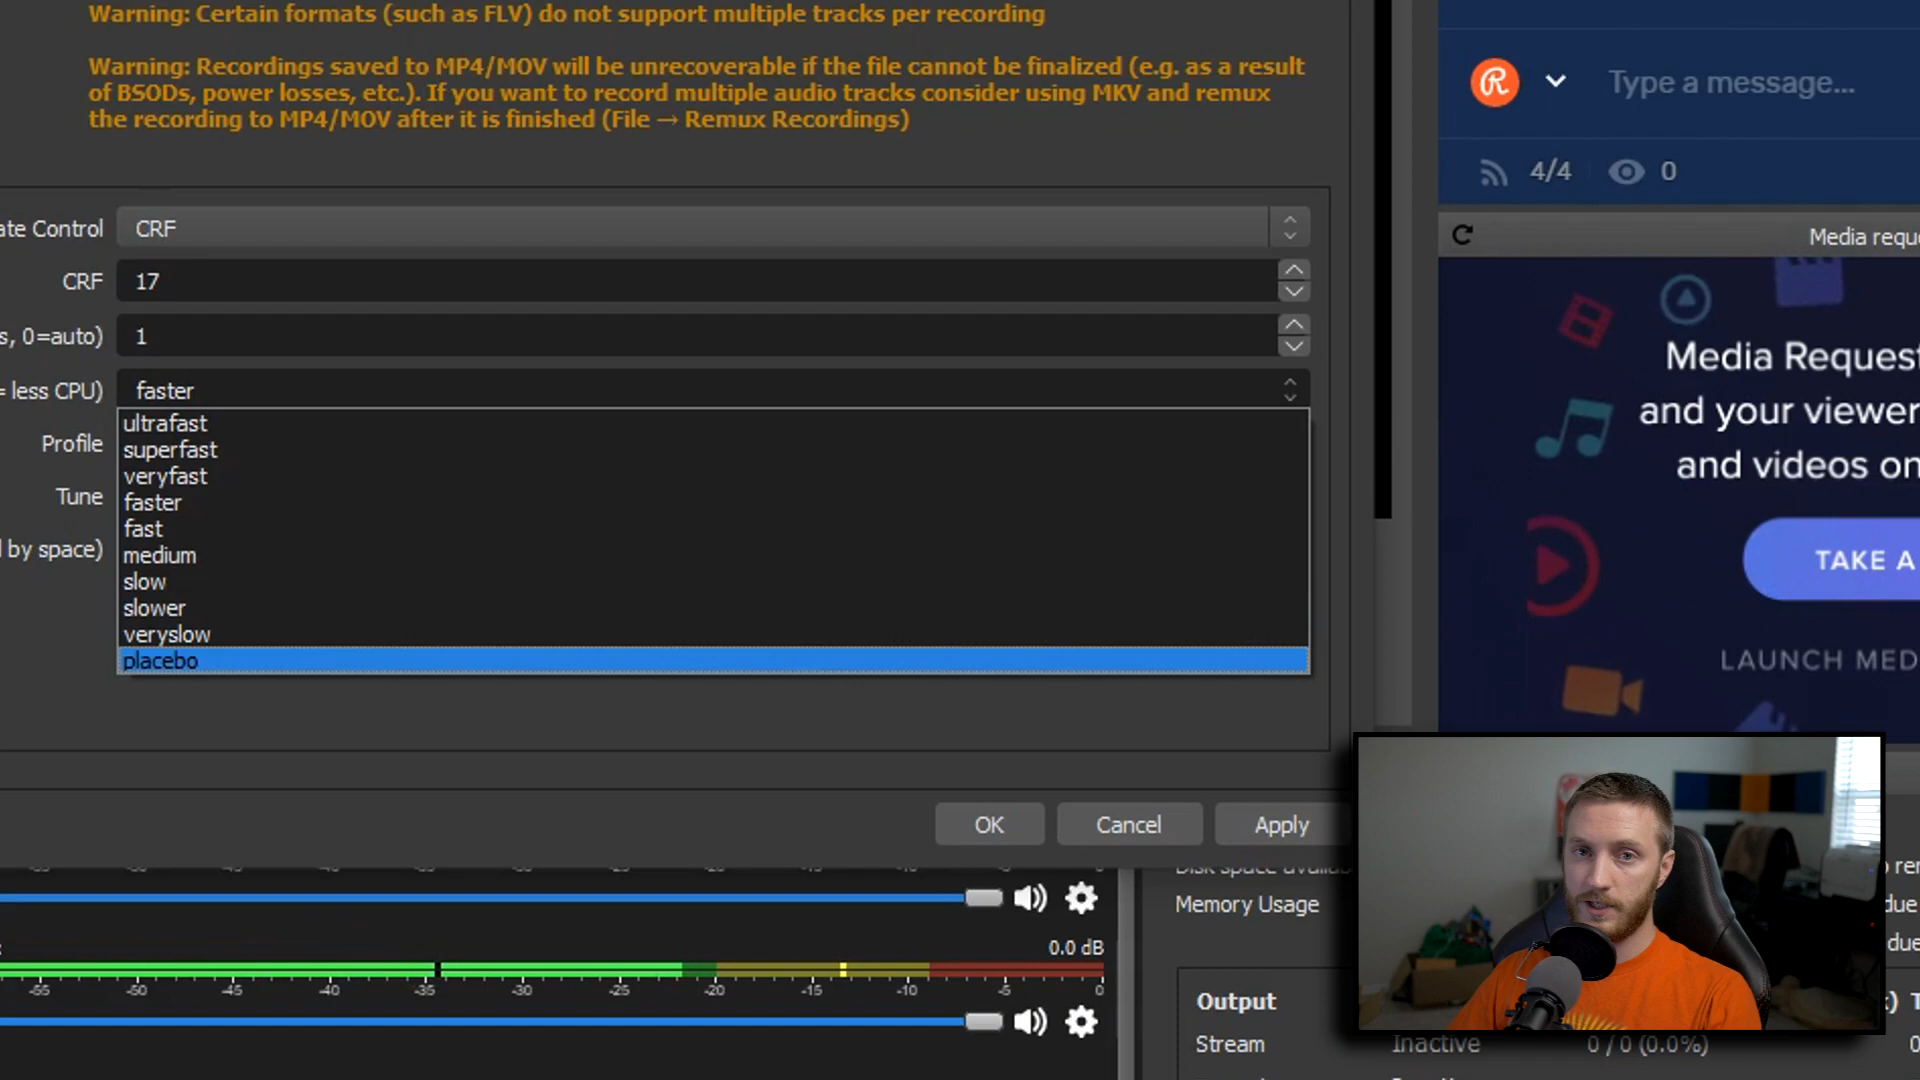 Warning: Certain formats (such as FLV) do not support multiple tracks per recording
Warning: Recordings saved to MP4/MOV will be unrecoverable if the file cannot be finalized (e.g. as a result
of BSODs, power losses, etc.). If you want to record multiple audio tracks consider using MKV and remux
the recording to MP4/MOV after it is finished (File → Remux Recordings)
Type a message...
4/4 0
ate Control CRF
CRF 17
s, 0=auto) 1
= less CPU) faster
Profile
Tune
l by space)
ultrafast
superfast
veryfast
faster
fast
medium
slow
slower
veryslow
placebo
Media reque
Media Request
and your viewer
and videos on
TAKE A
LAUNCH MED
OK Cancel Apply
Disk space availab
Memory Usage
0.0 dB
-55 -50 -45 -40 -35 -30 -25 -20 -15 -10 -5 0
Output
Stream Inactive 0 / 0 (0.0%)